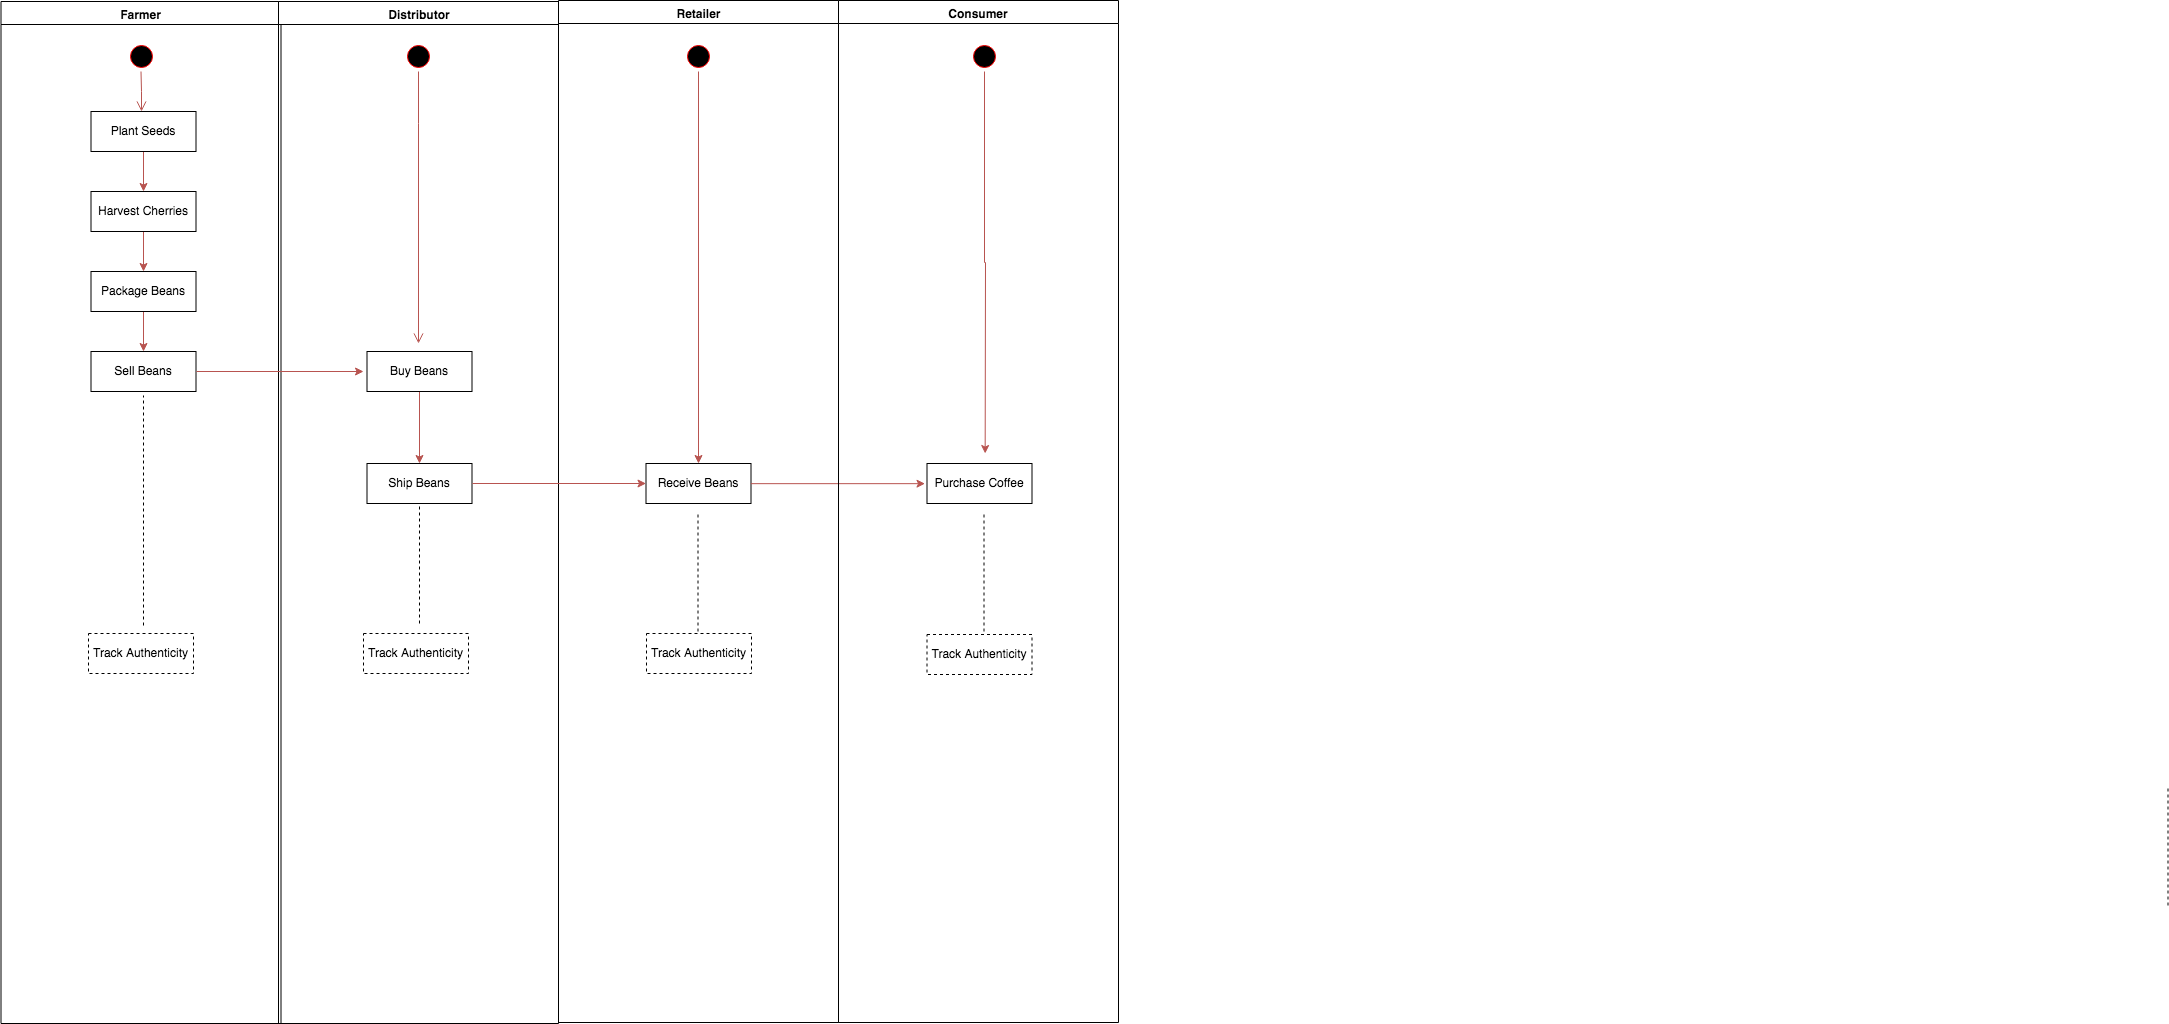 Farmer
Distributor
Retailer
Consumer
Plant Seeds
Harvest Cherries
Package Beans
Sell Beans
Buy Beans
Ship Beans
Receive Beans
Purchase Coffee
Track Authenticity
Track Authenticity
Track Authenticity
Track Authenticity